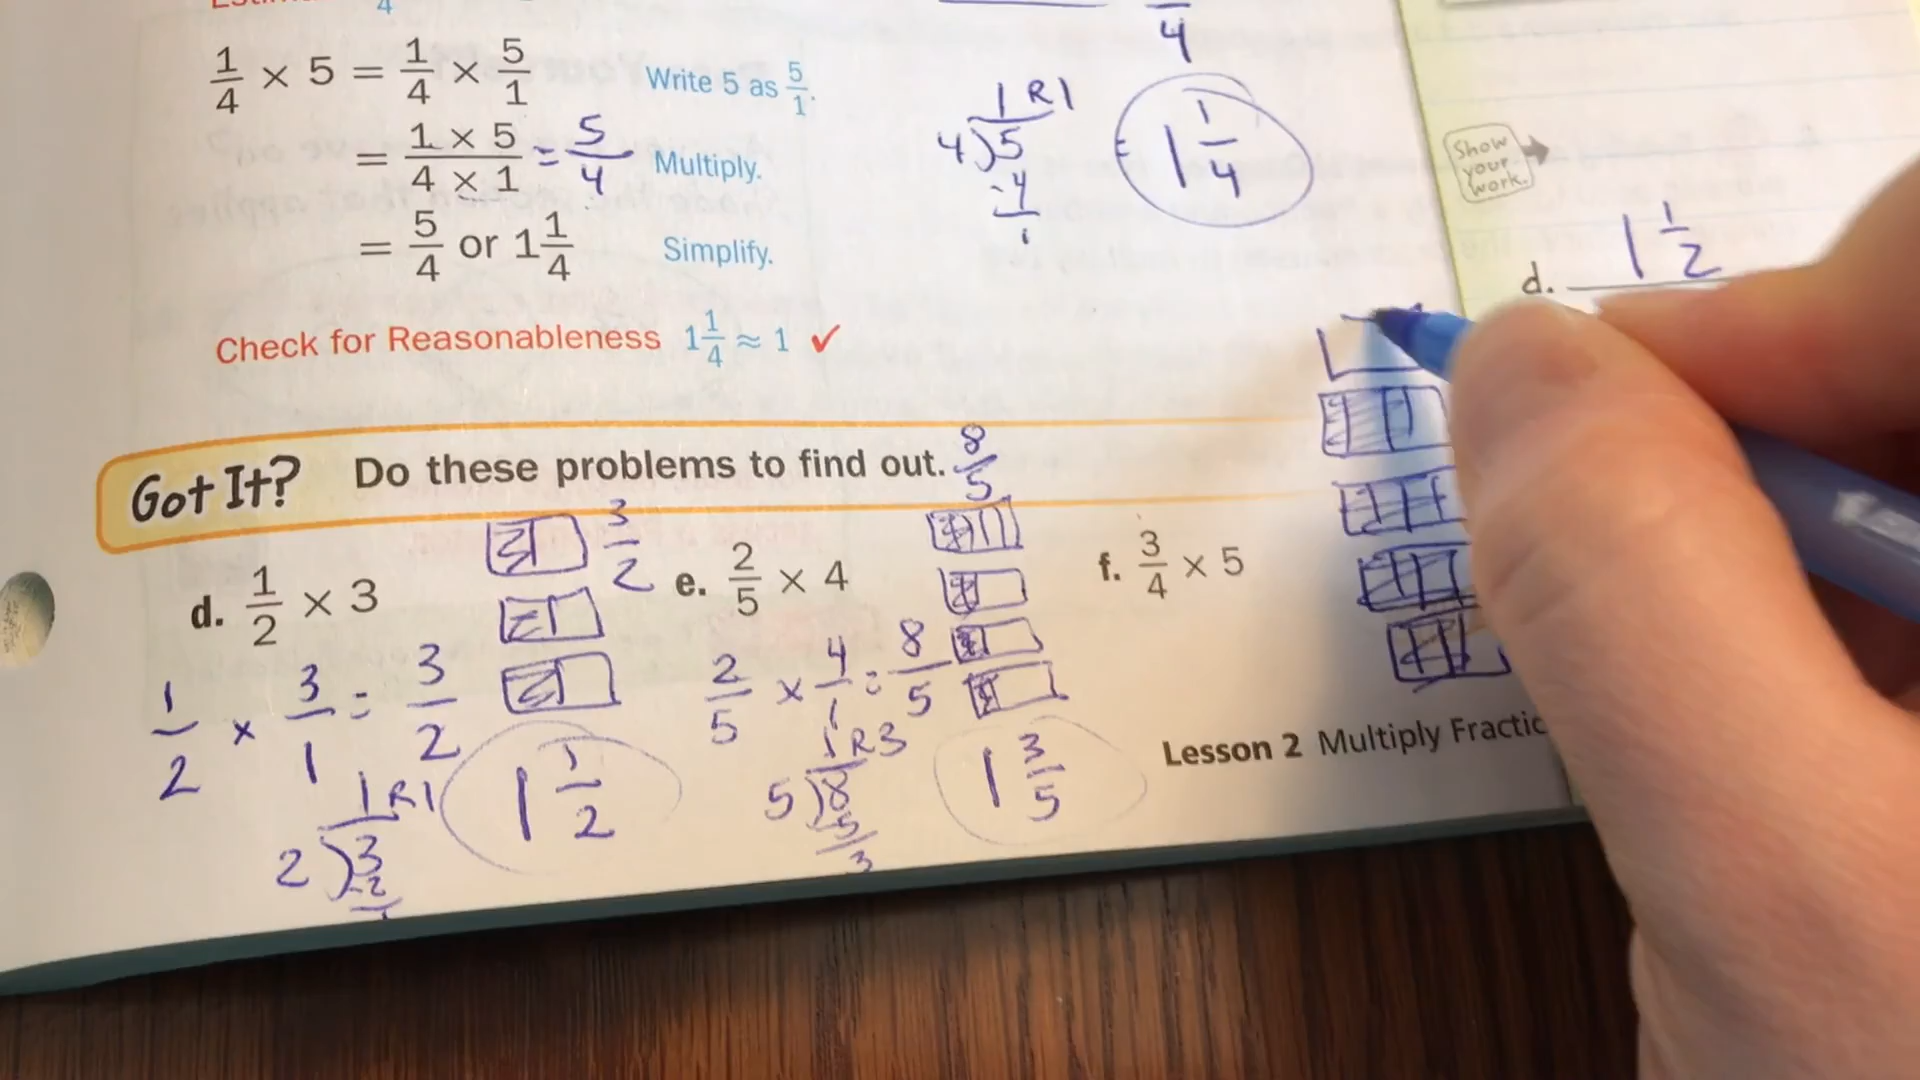 4
1/4 × 5 = 1/4 × 5/1 Write 5 as 5/1.
= 1 × 5 / 4 × 1 = 5/4 Multiply.
= 5/4 or 1 1/4 Simplify.
Check for Reasonableness 1 1/4 ≈ 1 ✓
4
1 R1
4)5
-4
1
= 1 1/4
Show your work.
d. 1 1/2
Got It? Do these problems to find out.
8/5
d. 1/2 × 3
3/2
1/2 × 3/1 = 3/2
1 R1
2)3
-2
1
1 1/2
e. 2/5 × 4
2/5 × 4/1 = 8/5
1 R3
5)8
5
3
1 3/5
f. 3/4 × 5
Lesson 2 Multiply